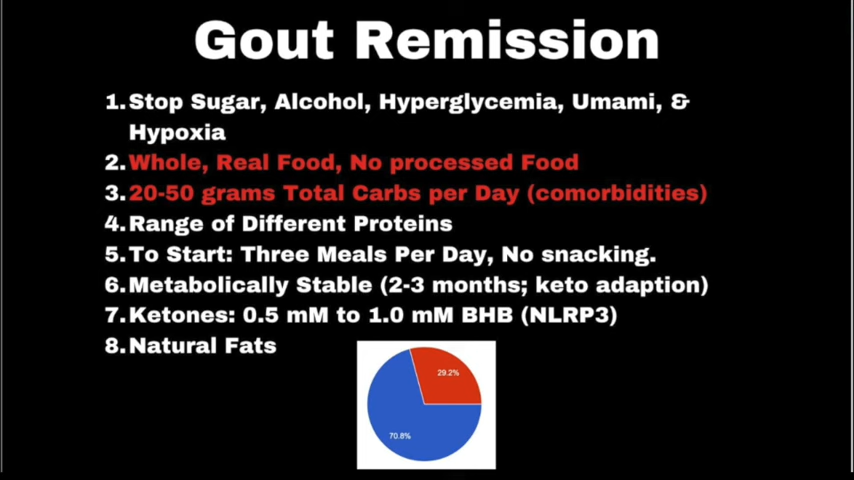 Gout Remission
1. Stop Sugar, Alcohol, Hyperglycemia, Umami, &
Hypoxia
2. Whole, Real Food, No processed Food
3. 20-50 grams Total Carbs per Day (comorbidities)
4. Range of Different Proteins
5. To Start: Three Meals Per Day, No snacking.
6. Metabolically Stable (2-3 months; keto adaption)
7. Ketones: 0.5 mM to 1.0 mM BHB (NLRP3)
8. Natural Fats
29.2%
70.8%